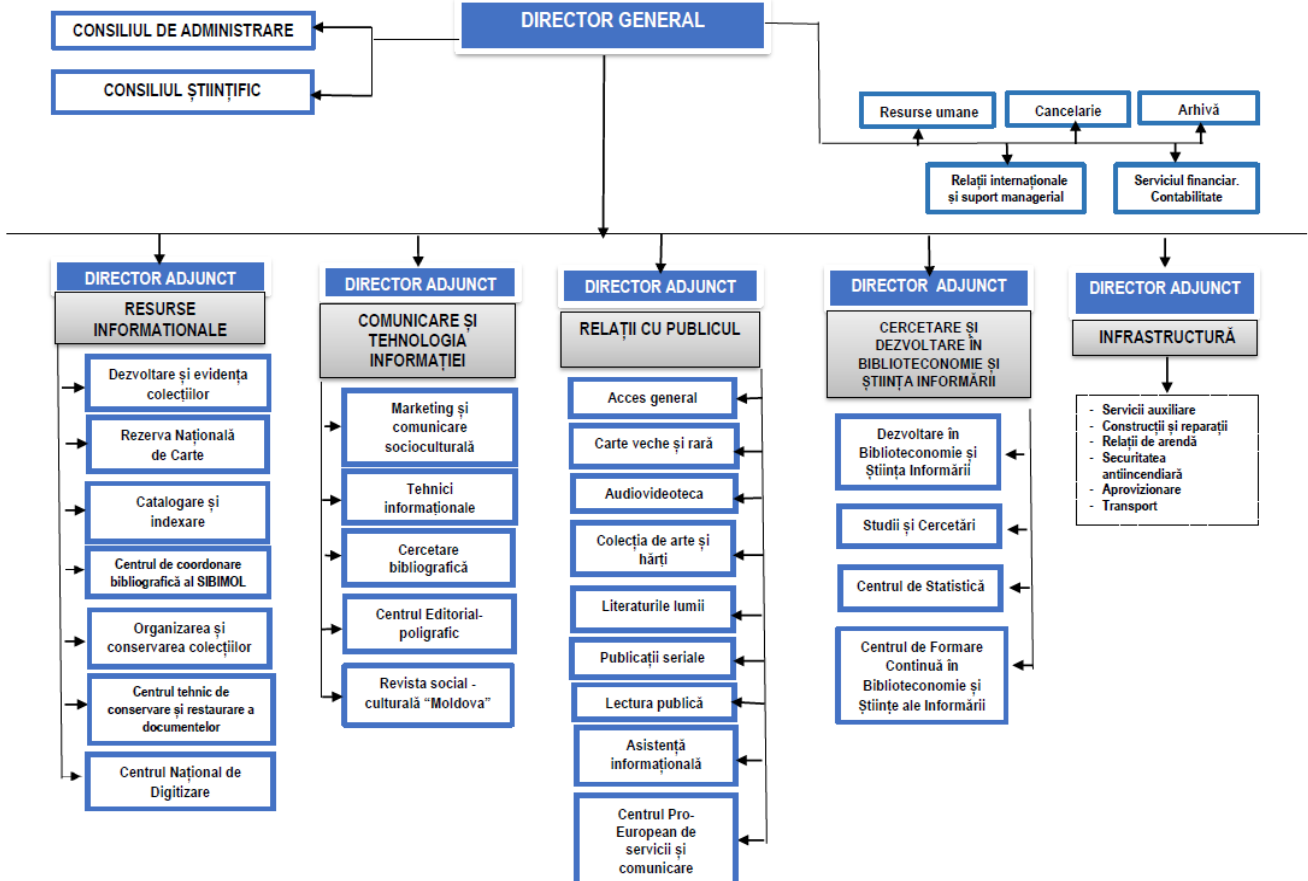 DIRECTOR GENERAL
CONSILIUL DE ADMINISTRARE
CONSILIUL ȘTIINȚIFIC
Resurse umane
Cancelarie
Arhivă
Relații internaționale
și suport managerial
Serviciul financiar.
Contabilitate
DIRECTOR ADJUNCT
RESURSE
INFORMATIONALE
Dezvoltare și evidența
colecțiilor
Rezerva Națională
de Carte
Catalogare și
indexare
Centrul de coordonare
bibliografică al SIBIMOL
Organizarea și
conservarea colecțiilor
Centrul tehnic de
conservare și restaurare a
documentelor
Centrul Național de
Digitizare
DIRECTOR ADJUNCT
COMUNICARE ȘI
TEHNOLOGIA
INFORMAȚIEI
Marketing și
comunicare
socioculturală
Tehnici
informaționale
Cercetare
bibliografică
Centrul Editorial-
poligrafic
Revista social -
culturală “Moldova”
DIRECTOR ADJUNCT
RELAȚII CU PUBLICUL
Acces general
Carte veche și rară
Audiovideoteca
Colecția de arte și
hărți
Literaturile lumii
Publicații seriale
Lectura publică
Asistență
informațională
Centrul Pro-
European de
servicii și
comunicare
DIRECTOR ADJUNCT
CERCETARE ȘI
DEZVOLTARE ÎN
BIBLIOTECONOMIE ȘI
ȘTIINȚA INFORMĂRII
Dezvoltare în
Biblioteconomie și
Știința Informării
Studii și Cercetări
Centrul de Statistică
Centrul de Formare
Continuă în
Biblioteconomie și
Științe ale Informării
DIRECTOR ADJUNCT
INFRASTRUCTURĂ
- Servicii auxiliare
- Construcții și reparații
- Relații de arendă
- Securitatea
antiincendiară
- Aprovizionare
- Transport